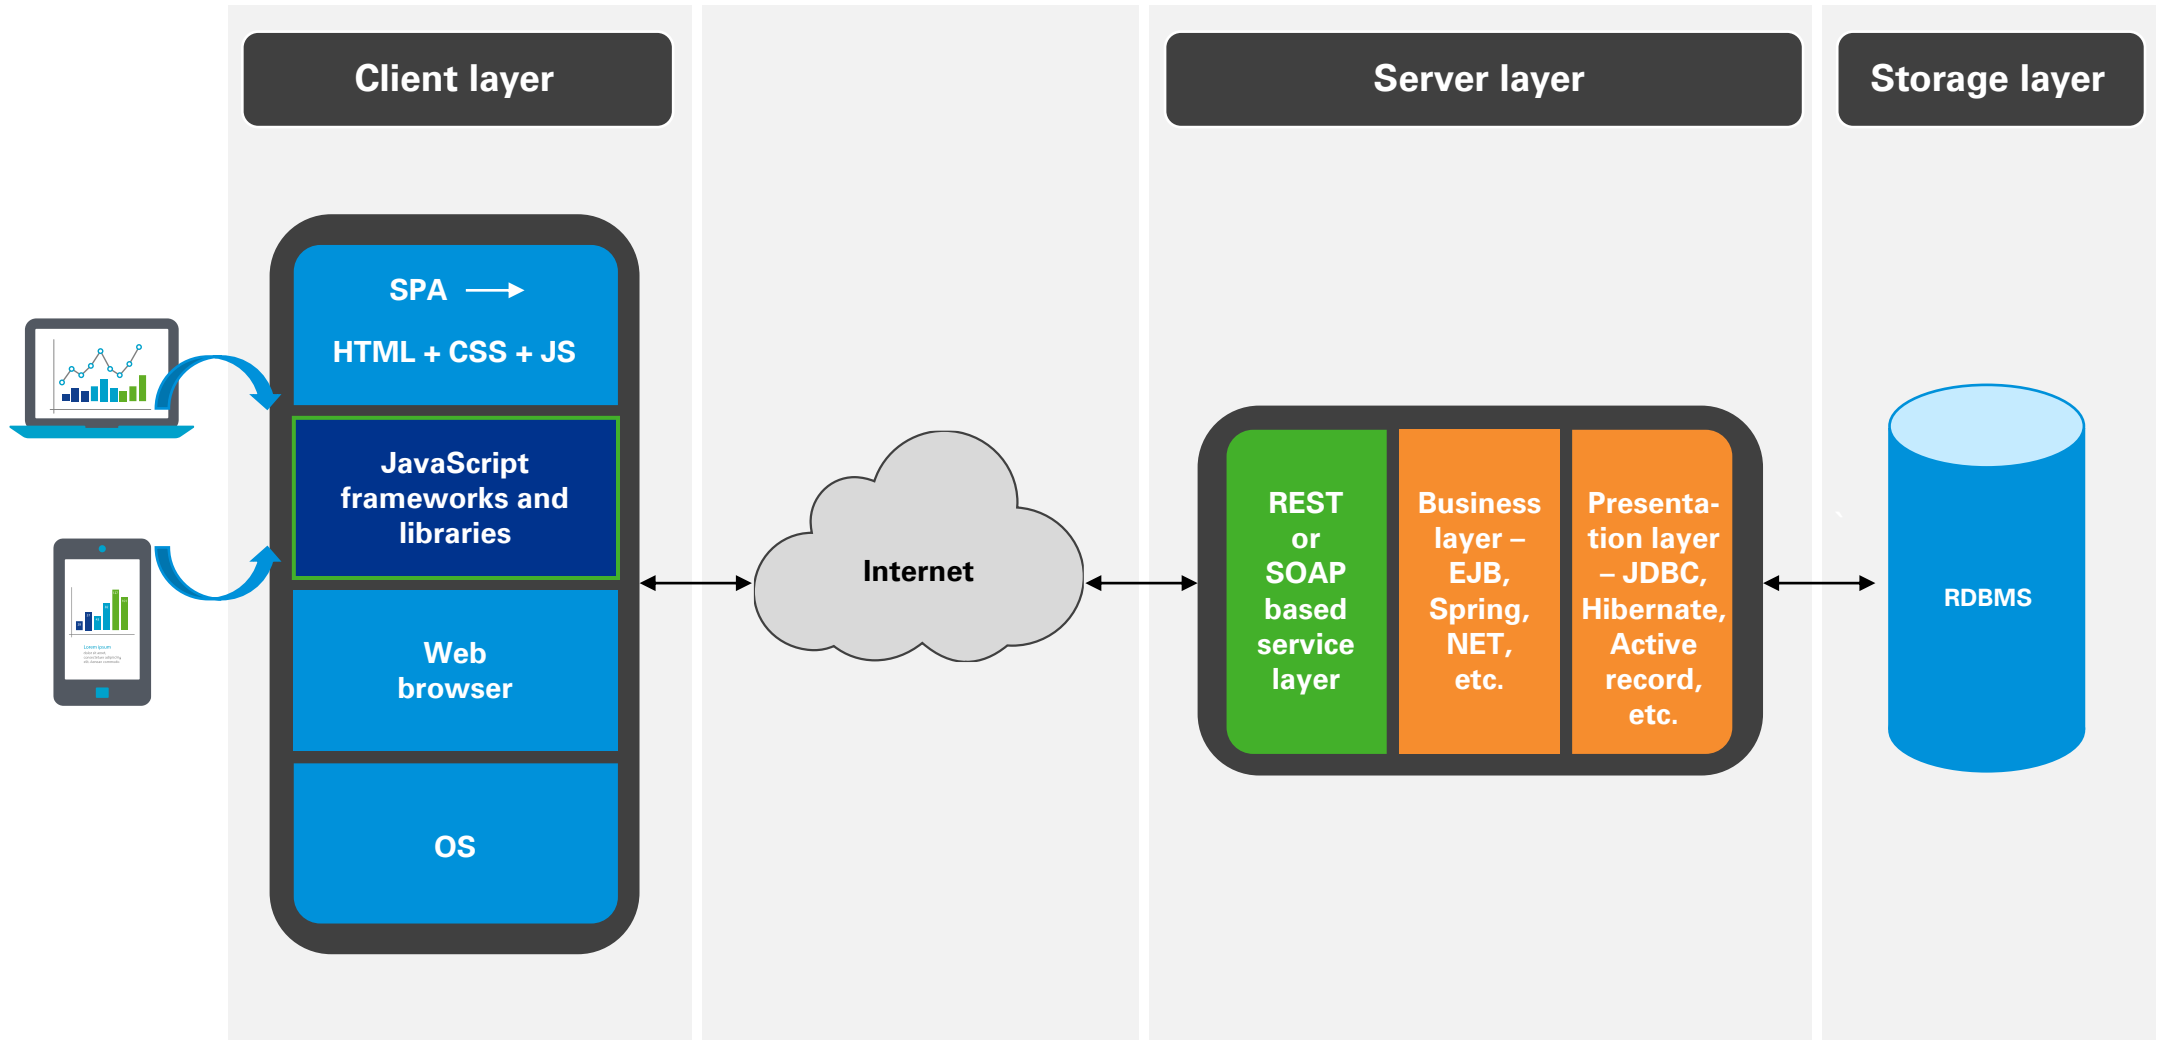 Client layer
Server layer
Storage layer
SPA
HTML + CSS + JS
JavaScript
frameworks and
libraries
Web
browser
OS
Internet
REST
or
SOAP
based
service
layer
Business
layer –
EJB,
Spring,
NET,
etc.
Presenta-
tion layer
– JDBC,
Hibernate,
Active
record,
etc.
RDBMS
Lorem ipsum